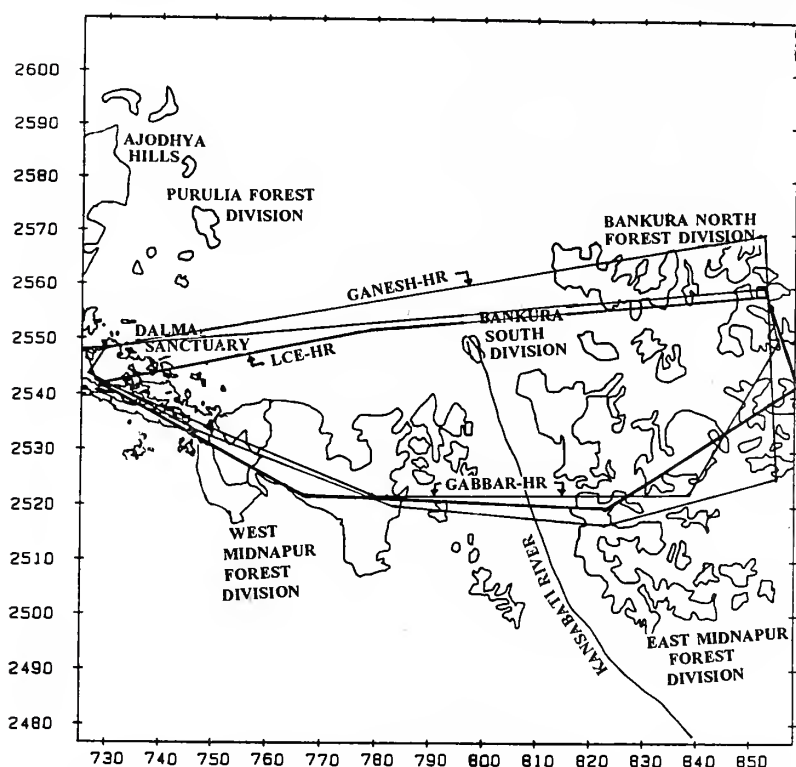 2600
2590
2580
2570
2560
2550
2540
2530
2520
2510
2500
2490
2480
AJODHYA
HILLS
PURULIA FOREST
DIVISION
BANKURA NORTH
FOREST DIVISION
GANESH-HR
DALMA
SANCTUARY
BANKURA
SOUTH
DIVISION
LCE-HR
GABBAR-HR
WEST
MIDNAPUR
FOREST
DIVISION
KANSABATI RIVER
EAST MIDNAPUR
FOREST
DIVISION
730 740 750 760 770 780 790 800 810 820 830 840 850